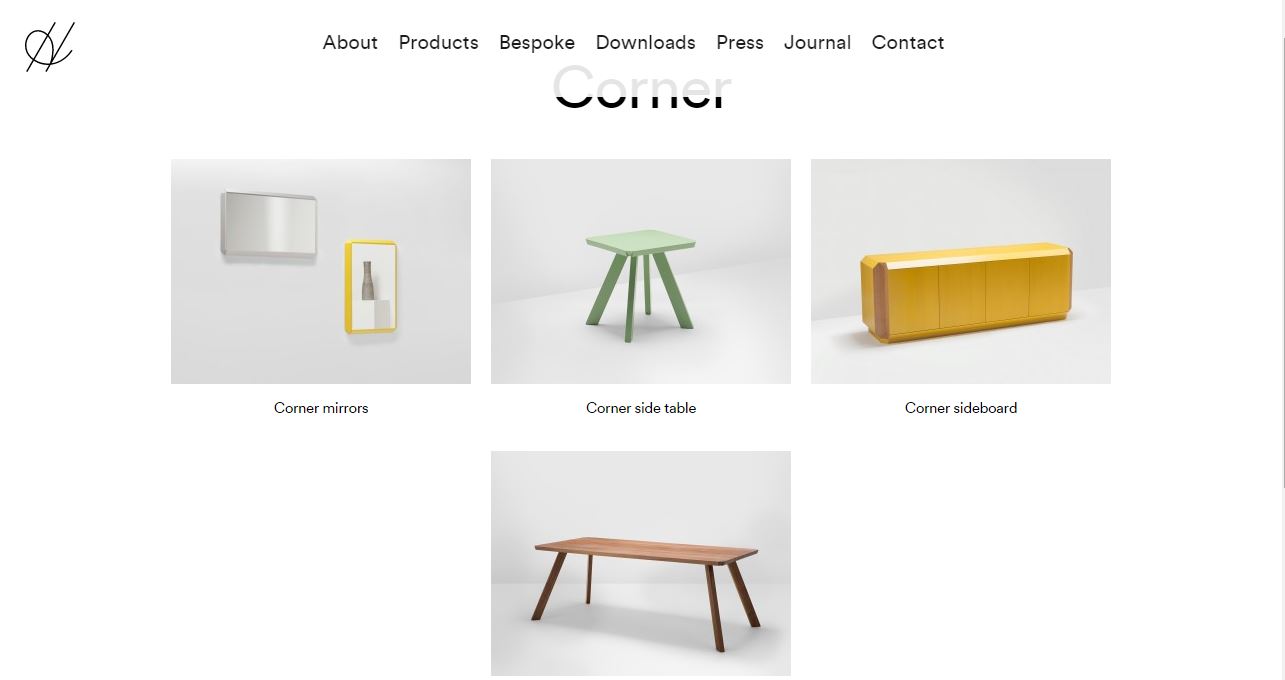 About Products Bespoke Downloads Press Journal Contact
Corner
Corner mirrors
Corner side table
Corner sideboard